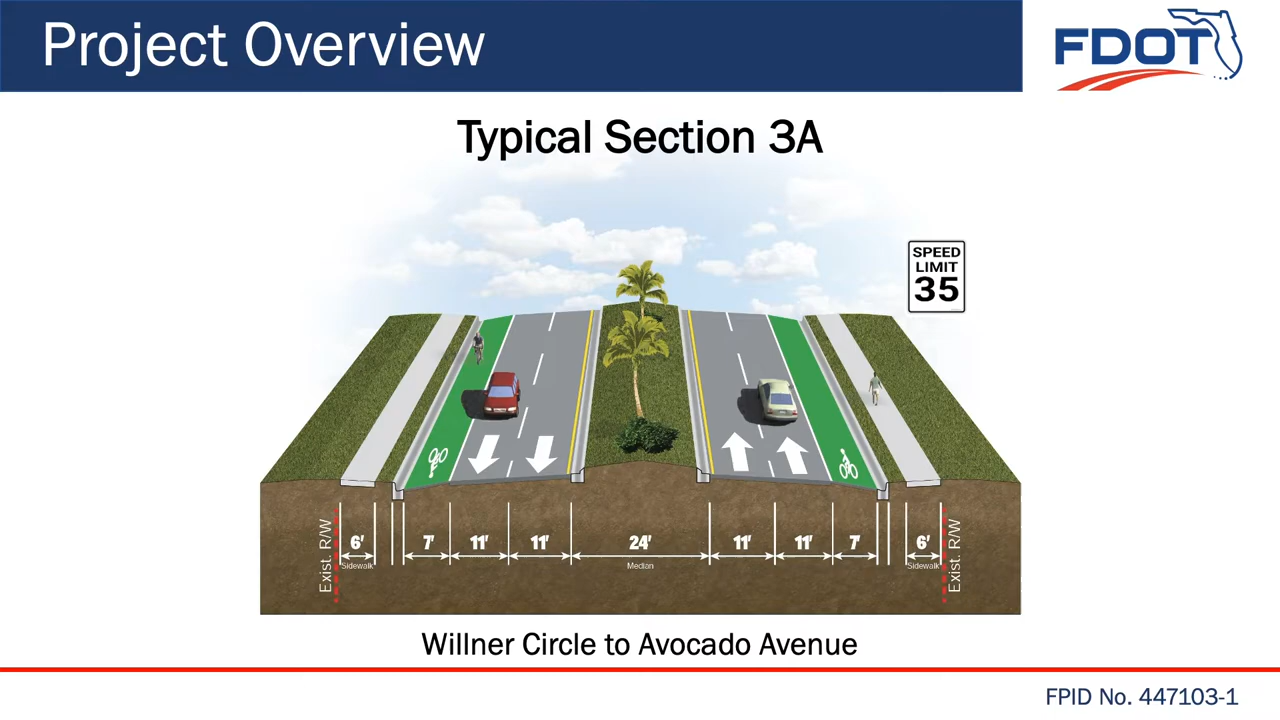 Project Overview
FDOT
Typical Section 3A
SPEED
LIMIT
35
Exist. R/W
6'
7'
11'
11'
24'
11'
11'
7'
6'
Exist. R/W
Sidewalk
Median
Sidewalk
Willner Circle to Avocado Avenue
FPID No. 447103-1